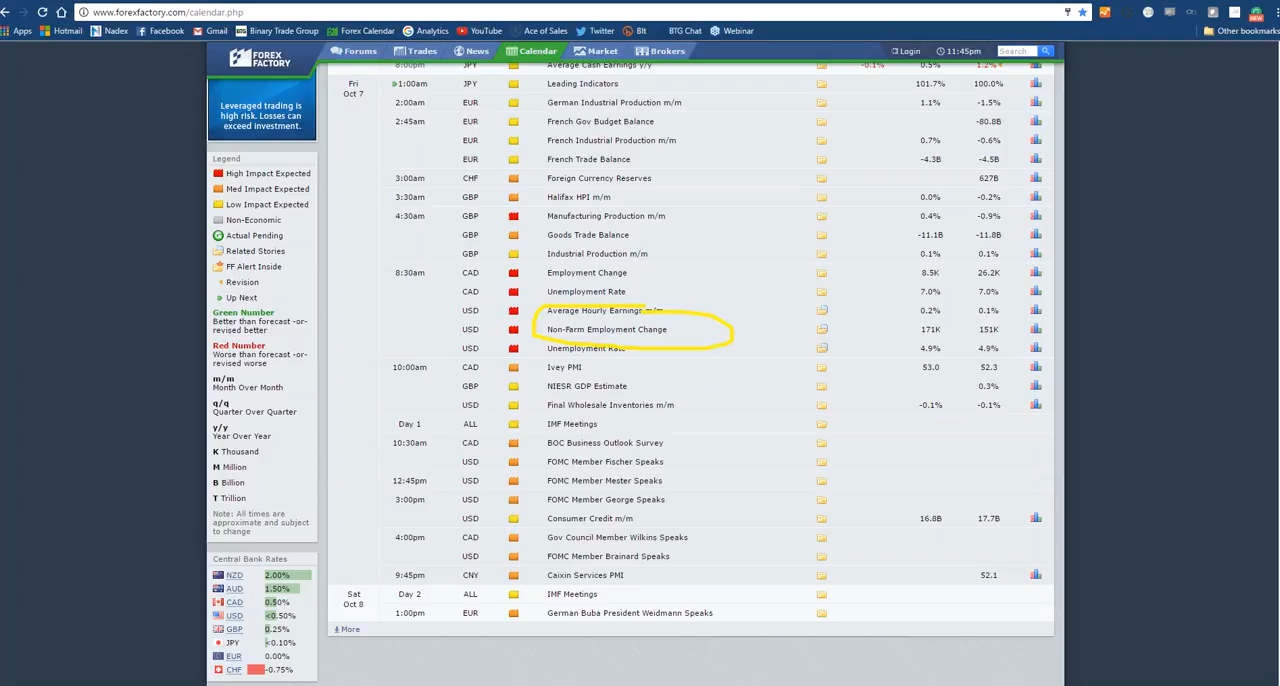 www.forexfactory.com/calendar.php
Apps Hotmail Nadex Facebook Gmail Binary Trade Group Forex Calendar Analytics YouTube Ace of Sales Twitter BIt BTG Chat Webinar Other bookmarks
NEW
FOREX FACTORY
Forums Trades News Calendar Market Brokers Login 11:45pm Search
Leveraged trading is
high risk. Losses can
exceed investment.
Legend
High Impact Expected
Med Impact Expected
Low Impact Expected
Non-Economic
Actual Pending
Related Stories
FF Alert Inside
Revision
Up Next
Green Number
Better than forecast -or-
revised better
Red Number
Worse than forecast -or-
revised worse
m/m
Month Over Month
q/q
Quarter Over Quarter
y/y
Year Over Year
K Thousand
M Million
B Billion
T Trillion
Note: All times are
approximate and subject
to change
Central Bank Rates
NZD 2.00%
AUD 1.50%
CAD 0.50%
USD <0.50%
GBP 0.25%
JPY <0.10%
EUR 0.00%
CHF -0.75%
8:00pm JPY Average Cash Earnings y/y -0.1% 0.5% 1.2%
Fri
Oct 7
1:00am JPY Leading Indicators 101.7% 100.0%
2:00am EUR German Industrial Production m/m 1.1% -1.5%
2:45am EUR French Gov Budget Balance -80.8B
EUR French Industrial Production m/m 0.7% -0.6%
EUR French Trade Balance -4.3B -4.5B
3:00am CHF Foreign Currency Reserves 627B
3:30am GBP Halifax HPI m/m 0.0% -0.2%
4:30am GBP Manufacturing Production m/m 0.4% -0.9%
GBP Goods Trade Balance -11.1B -11.8B
GBP Industrial Production m/m 0.1% 0.1%
8:30am CAD Employment Change 8.5K 26.2K
CAD Unemployment Rate 7.0% 7.0%
USD Average Hourly Earnings m/m 0.2% 0.1%
USD Non-Farm Employment Change 171K 151K
USD Unemployment Rate 4.9% 4.9%
10:00am CAD Ivey PMI 53.0 52.3
GBP NIESR GDP Estimate 0.3%
USD Final Wholesale Inventories m/m -0.1% -0.1%
Day 1 ALL IMF Meetings
10:30am CAD BOC Business Outlook Survey
USD FOMC Member Fischer Speaks
12:45pm USD FOMC Member Mester Speaks
3:00pm USD FOMC Member George Speaks
USD Consumer Credit m/m 16.8B 17.7B
4:00pm CAD Gov Council Member Wilkins Speaks
USD FOMC Member Brainard Speaks
9:45pm CNY Caixin Services PMI 52.1
Sat
Oct 8
Day 2 ALL IMF Meetings
1:00pm EUR German Buba President Weidmann Speaks
More